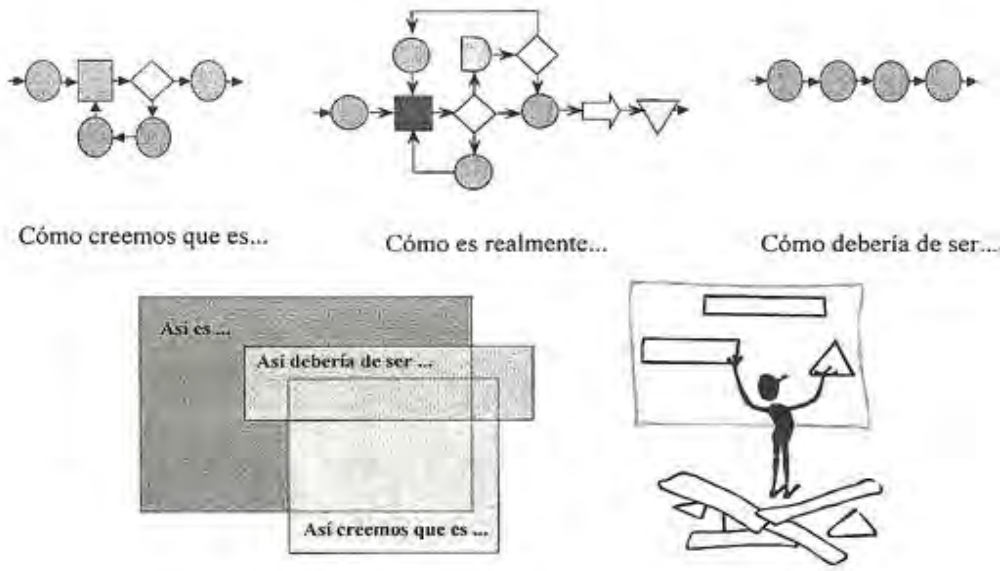 Cómo creemos que es...
Cómo es realmente...
Cómo debería de ser...
Así es ...
Así debería de ser ...
Así creemos que es ...